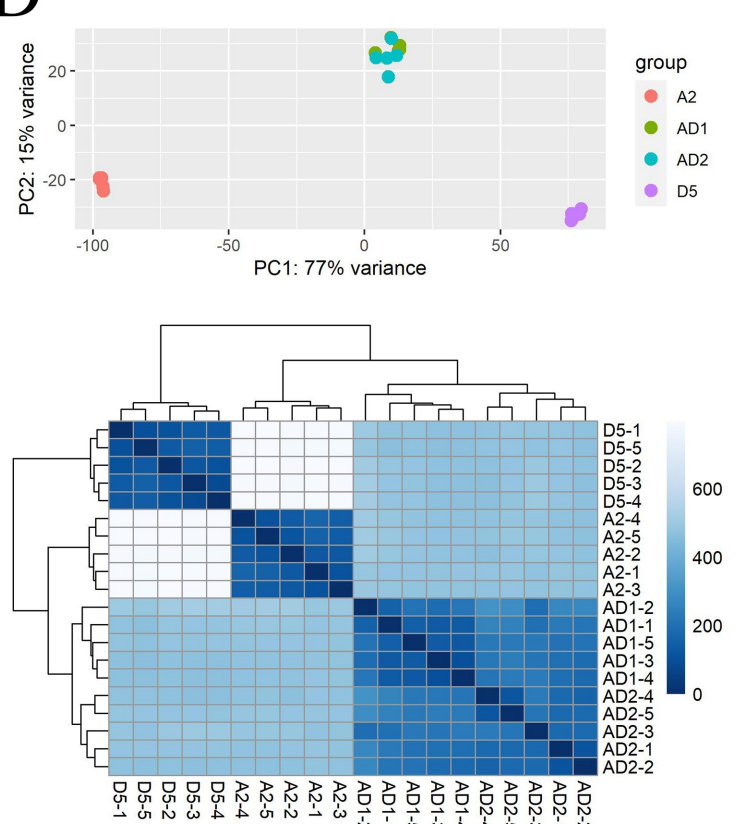 D
PC2: 15% variance
20
0
-20
-100 -50 0 50
PC1: 77% variance
group
A2
AD1
AD2
D5
D5-1
D5-5
D5-2
D5-3
D5-4
A2-4
A2-5
A2-2
A2-1
A2-3
AD1-2
AD1-1
AD1-5
AD1-3
AD1-4
AD2-4
AD2-5
AD2-3
AD2-1
AD2-2
600
400
200
0
D5-1
D5-5
D5-2
D5-3
D5-4
A2-4
A2-5
A2-2
A2-1
A2-3